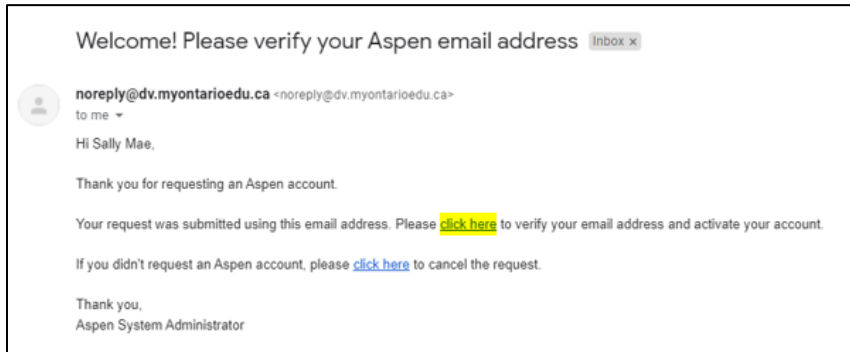 Welcome! Please verify your Aspen email address Inbox x
noreply@dv.myontarioedu.ca <noreply@dv.myontarioedu.ca>
to me
Hi Sally Mae,
Thank you for requesting an Aspen account.
Your request was submitted using this email address. Please click here to verify your email address and activate your account.
If you didn't request an Aspen account, please click here to cancel the request.
Thank you,
Aspen System Administrator